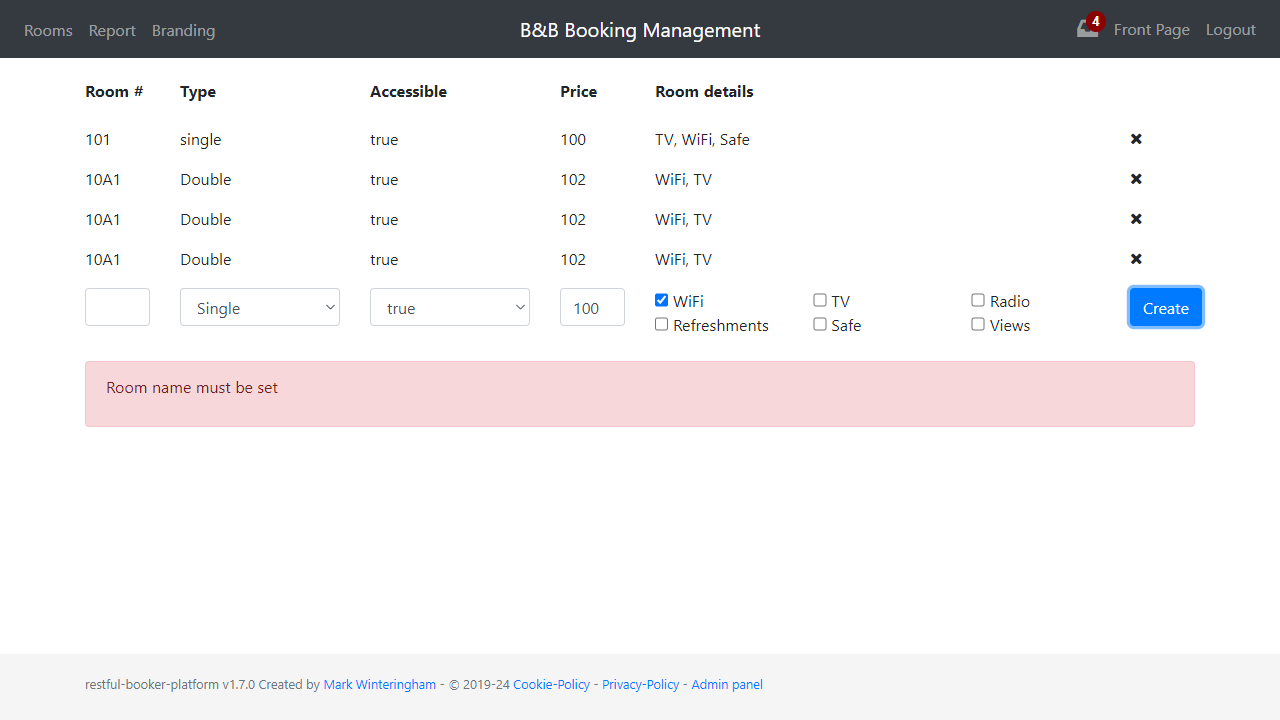 Rooms Report Branding B&B Booking Management 4 Front Page Logout
Room # Type Accessible Price Room details
101 single true 100 TV, WiFi, Safe
10A1 Double true 102 WiFi, TV
10A1 Double true 102 WiFi, TV
10A1 Double true 102 WiFi, TV
Single true 100 WiFi TV Radio Create
Refreshments Safe Views
Room name must be set
restful-booker-platform v1.7.0 Created by Mark Winteringham - © 2019-24 Cookie-Policy - Privacy-Policy - Admin panel